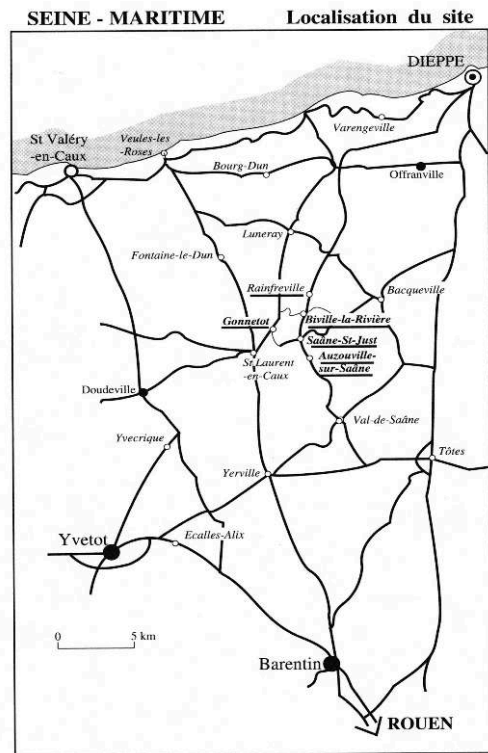 SEINE - MARITIME Localisation du site
DIEPPE
Varengeville
St Valéry
-en-Caux
Veules-les
-Roses
Bourg-Dun
Offranville
Luneray
Fontaine-le-Dun
Rainfreville
Bacqueville
Gonnetot
Biville-la-Rivière
Saâne-St-Just
St Laurent
-en-Caux
Auzouville-
sur-Saâne
Doudeville
Val-de-Saâne
Yvecrique
Tôtes
Yerville
Yvetot
Ecalles-Alix
0 5 km
Barentin
ROUEN